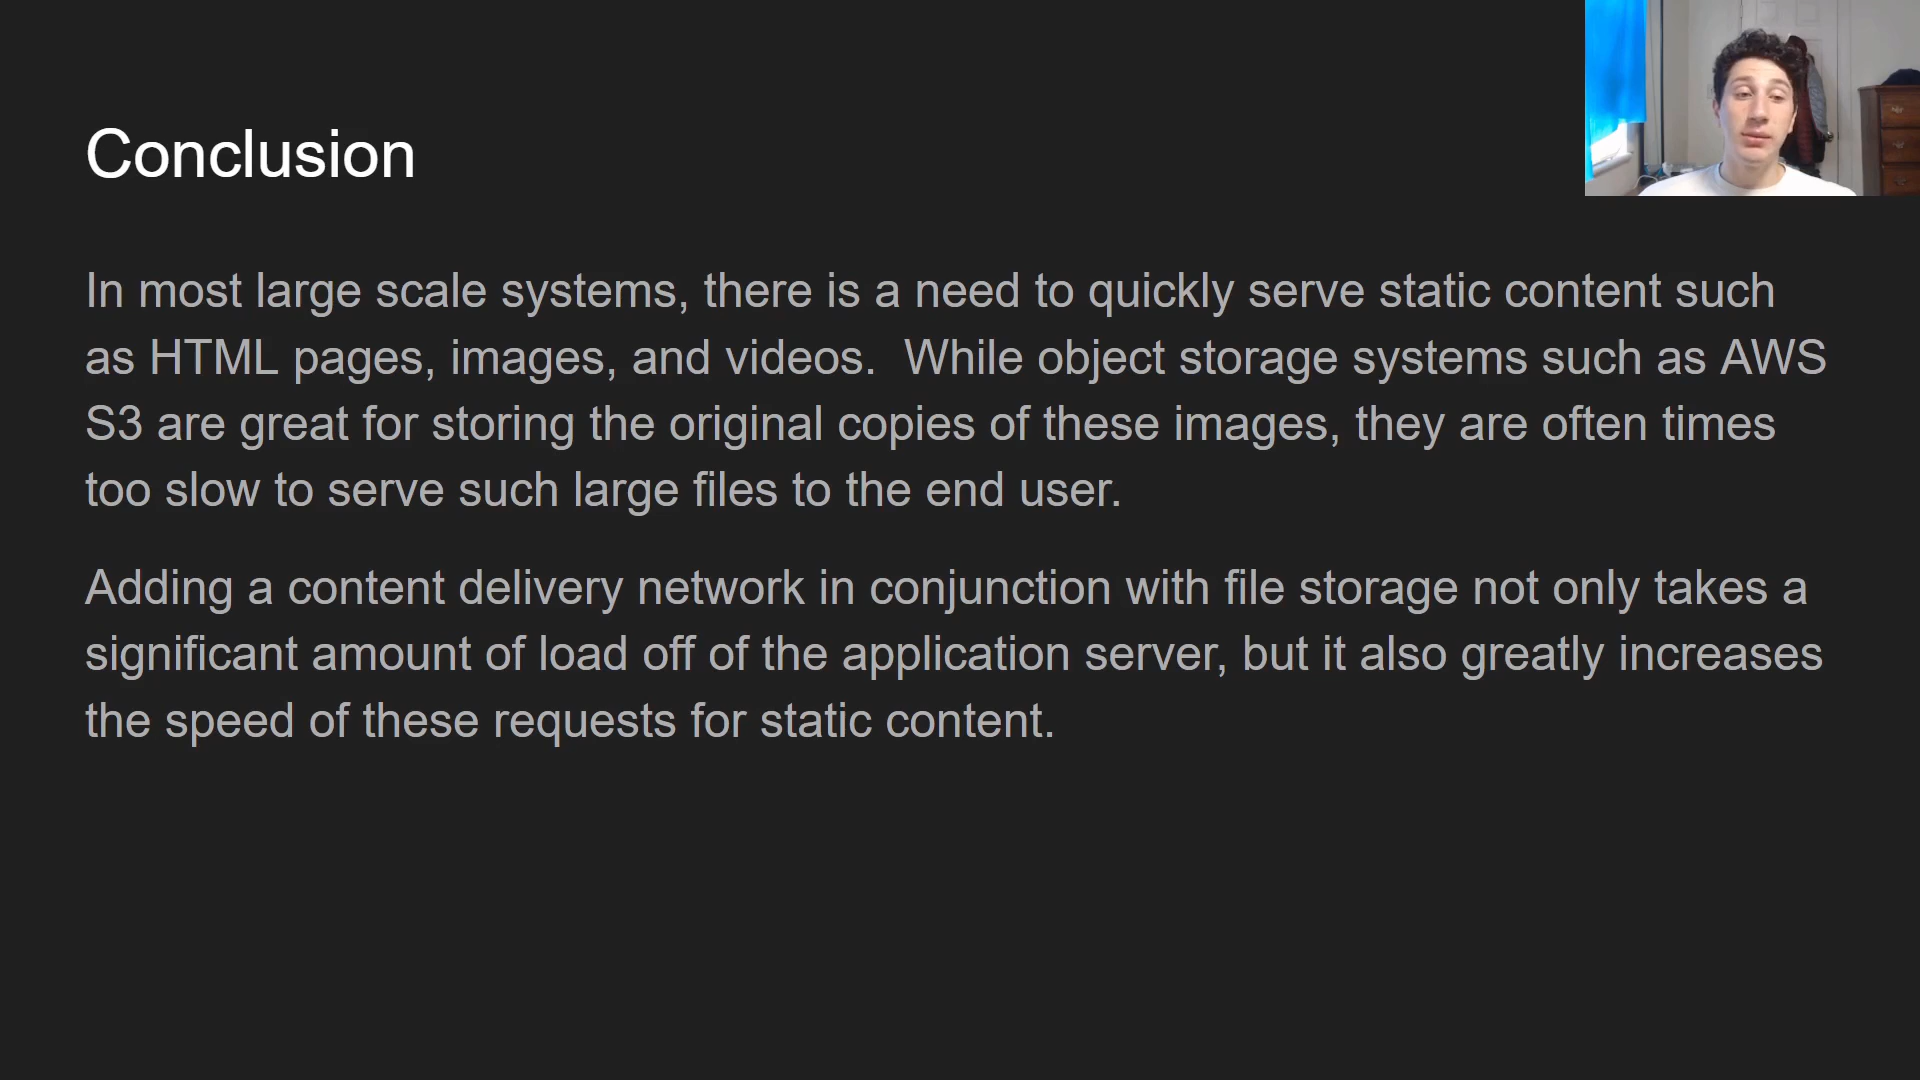 Conclusion
In most large scale systems, there is a need to quickly serve static content such
as HTML pages, images, and videos.  While object storage systems such as AWS
S3 are great for storing the original copies of these images, they are often times
too slow to serve such large files to the end user.
Adding a content delivery network in conjunction with file storage not only takes a
significant amount of load off of the application server, but it also greatly increases
the speed of these requests for static content.